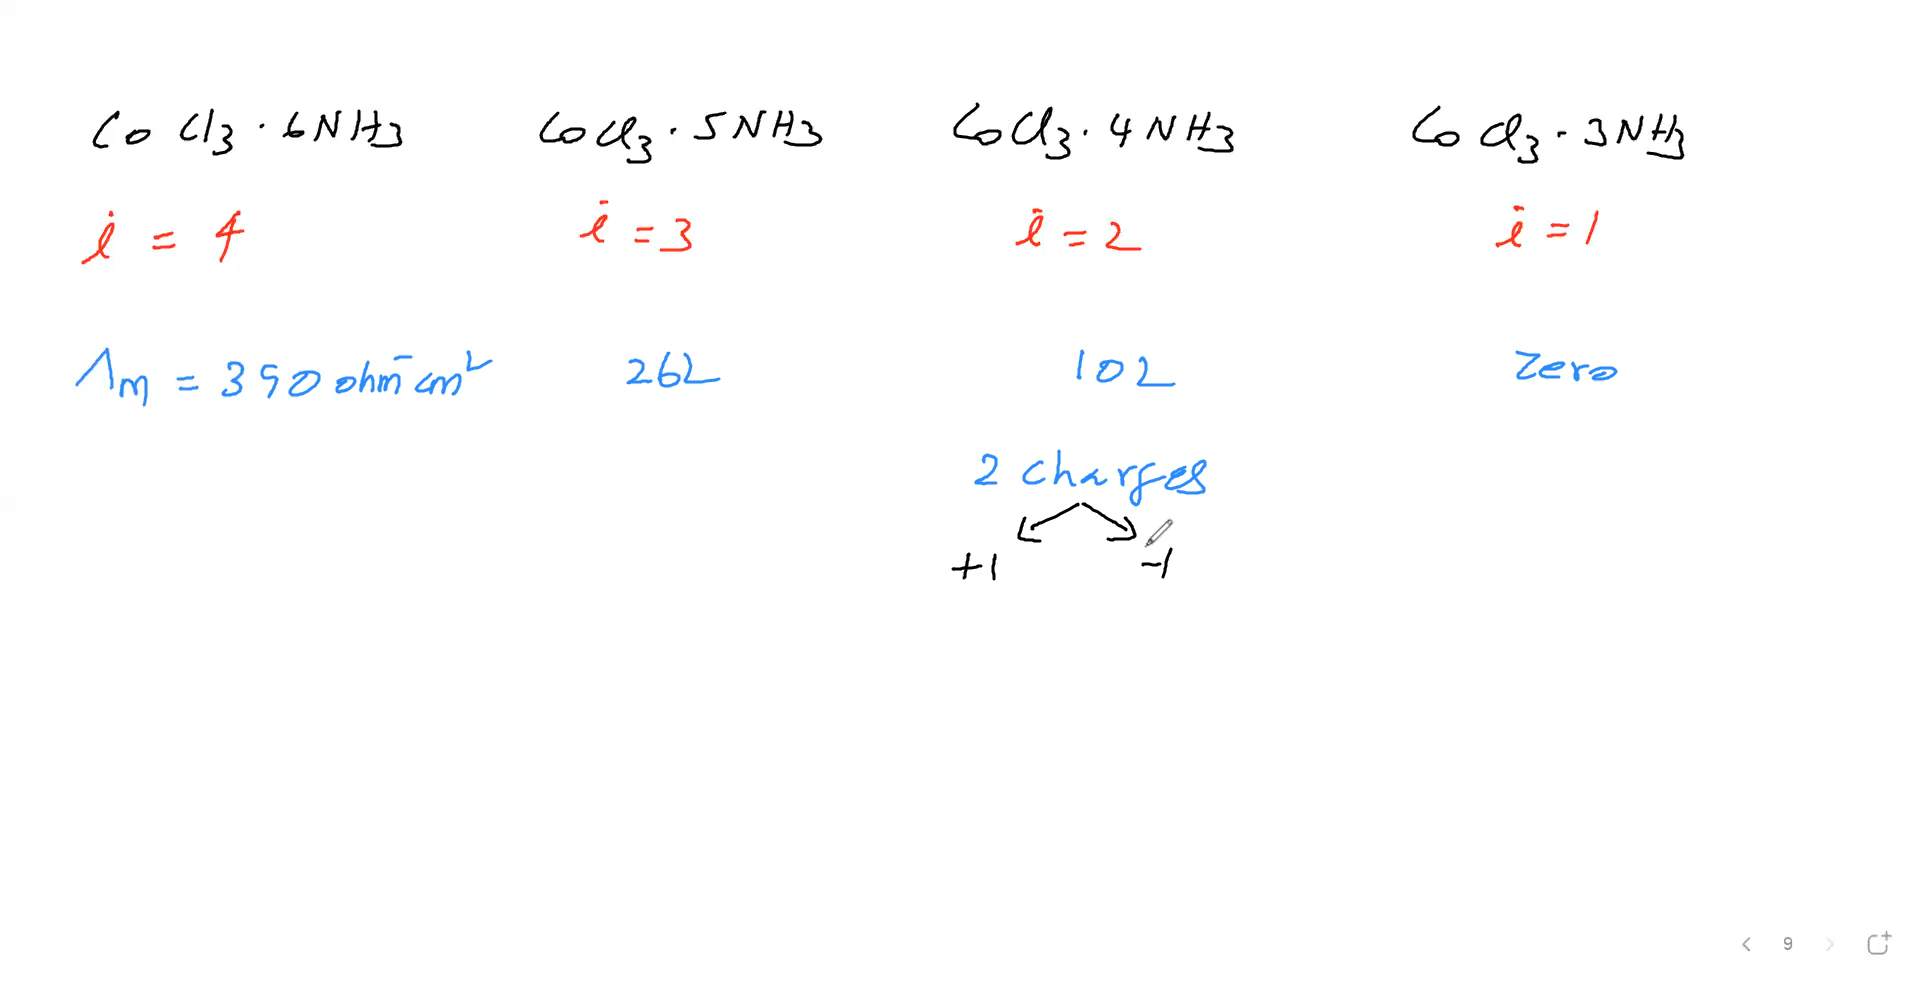 CoCl3 · 6NH3   CoCl3 · 5NH3   CoCl3 · 4NH3   CoCl3 · 3NH3
i = 4   i = 3   i = 2   i = 1
Λm = 390 ohm⁻ cm²   262   102   Zero
2 charges
+1   -1
9